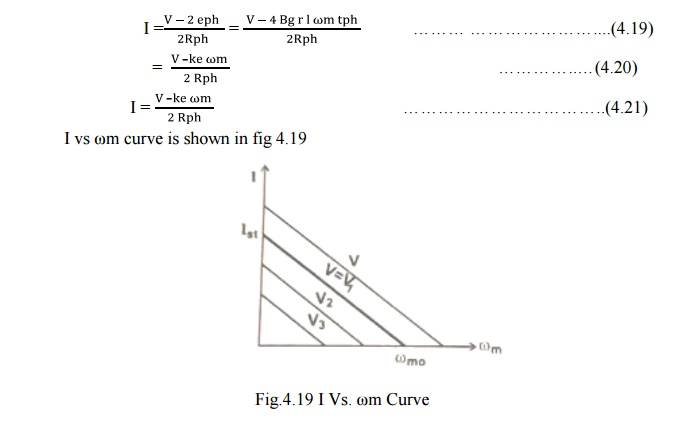 I = V – 2 eph / 2Rph = V – 4 Bg r l ωm tph / 2Rph ……… …………………….…(4.19)
= V –ke ωm / 2 Rph …………….….. (4.20)
I = V –ke ωm / 2 Rph ……………………………..(4.21)
I vs ωm curve is shown in fig 4.19
I
Ist
V
V=V1
V2
V3
ωmo
ωm
Fig.4.19 I Vs. ωm Curve